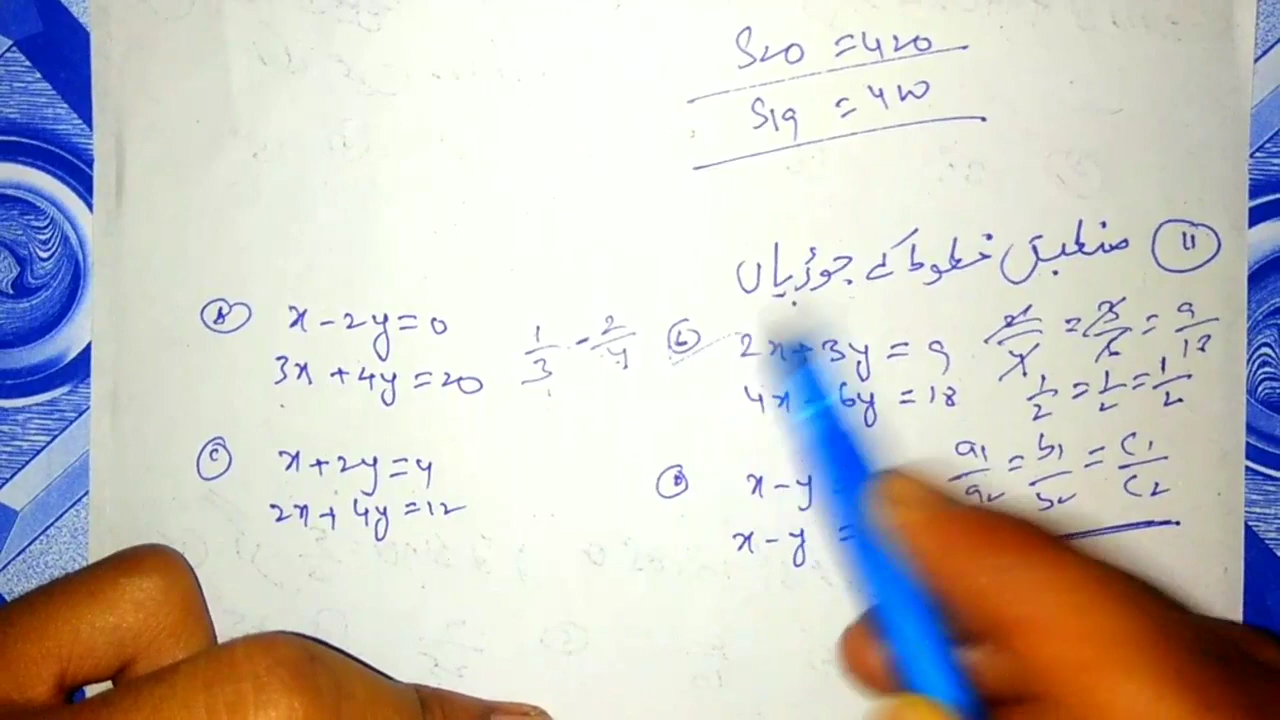 S20 = 420
S19 = 40
11 منطبق خطوط کے جوڑیاں
A x - 2y = 0
3x + 4y = 20
1/3 - 2/4
b 2x + 3y = 9
4x 6y = 18
2/4 = 3/6 = 9/18
1/2 = 1/2 = 1/2
C x + 2y = 4
2x + 4y = 12
D x - y
x - y =
a1/a2 = b1/b2 = c1/c2